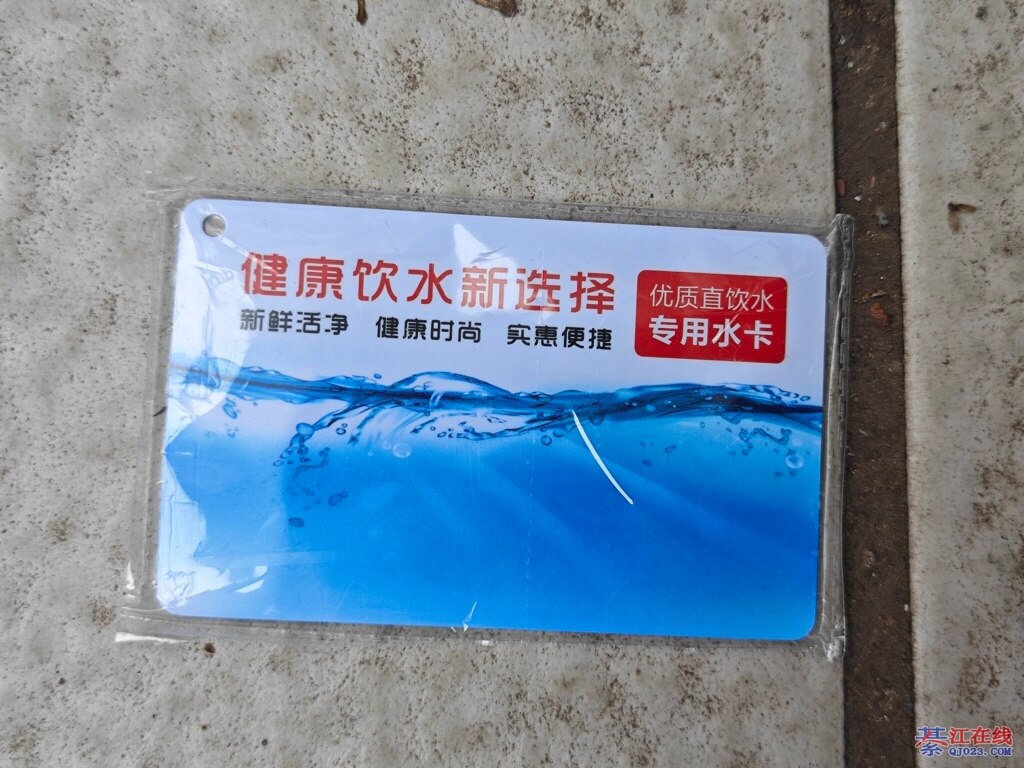 健康饮水新选择
新鲜洁净 健康时尚 实惠便捷
优质直饮水
专用水卡
綦江在线
QJ023.COM